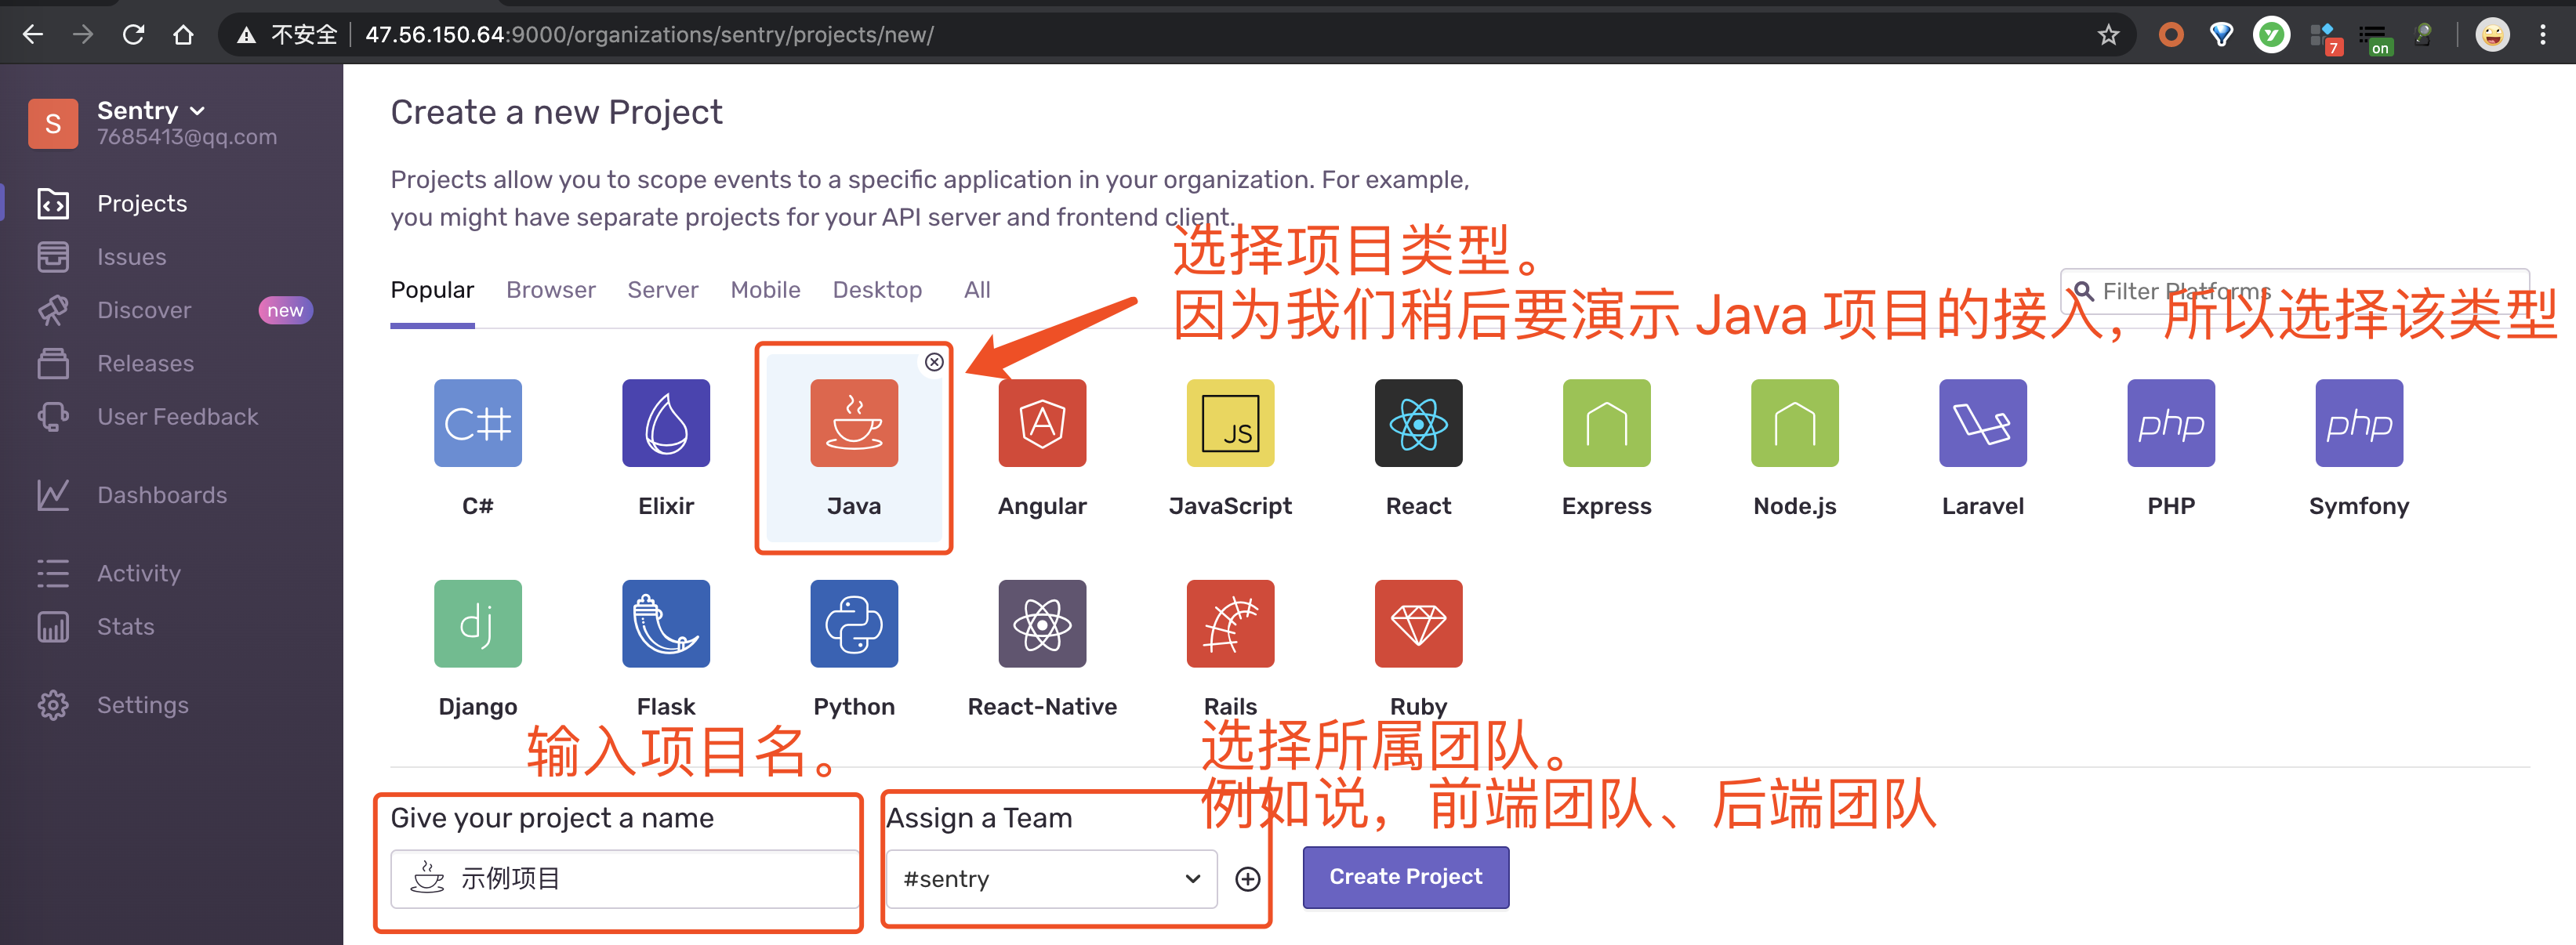 不安全 47.56.150.64:9000/organizations/sentry/projects/new/
7
on
S
Sentry
7685413@qq.com
Projects
Issues
Discover
new
Releases
User Feedback
Dashboards
Activity
Stats
Settings
Create a new Project
Projects allow you to scope events to a specific application in your organization. For example,
you might have separate projects for your API server and frontend client.
选择项目类型。
因为我们稍后要演示 Java 项目的接入，所以选择该类型
Popular Browser Server Mobile Desktop All
Filter Platforms
C#
JS
php
php
C# Elixir Java Angular JavaScript React Express Node.js Laravel PHP Symfony
dj
Django Flask Python React-Native Rails Ruby
输入项目名。
选择所属团队。
例如说，前端团队、后端团队
Give your project a name
示例项目
Assign a Team
#sentry
Create Project